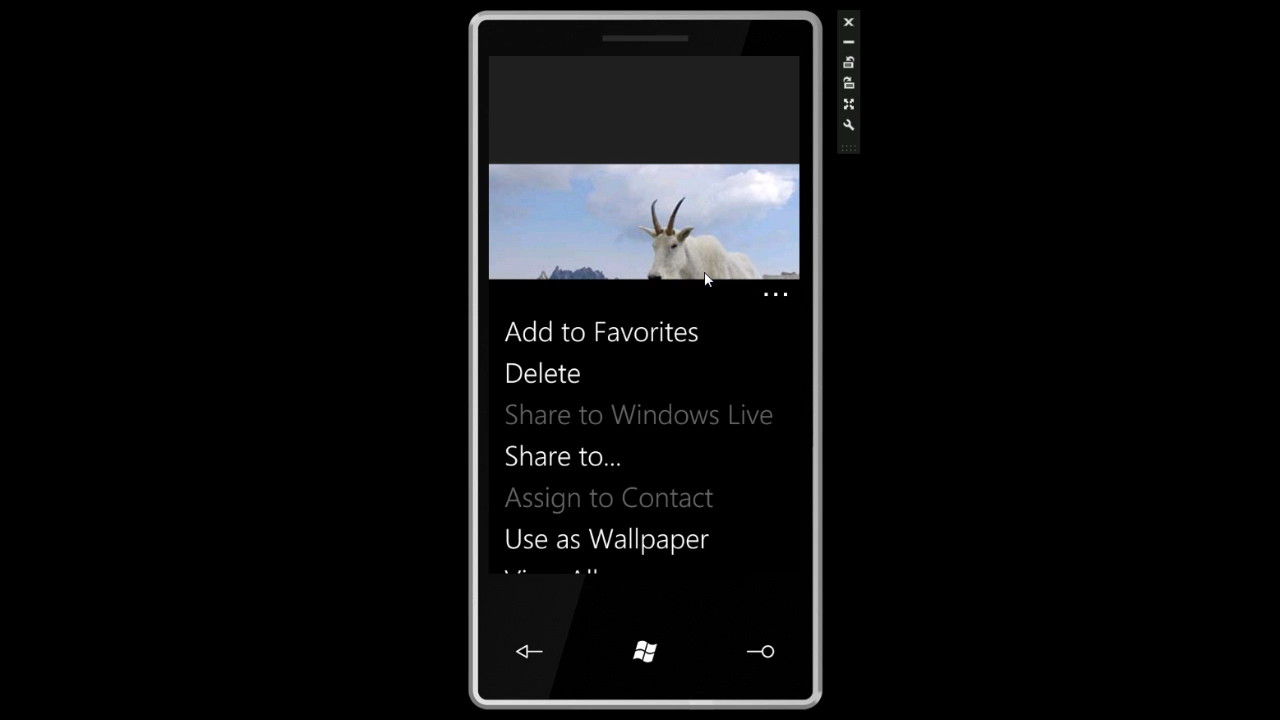 ...
Add to Favorites
Delete
Share to Windows Live
Share to...
Assign to Contact
Use as Wallpaper